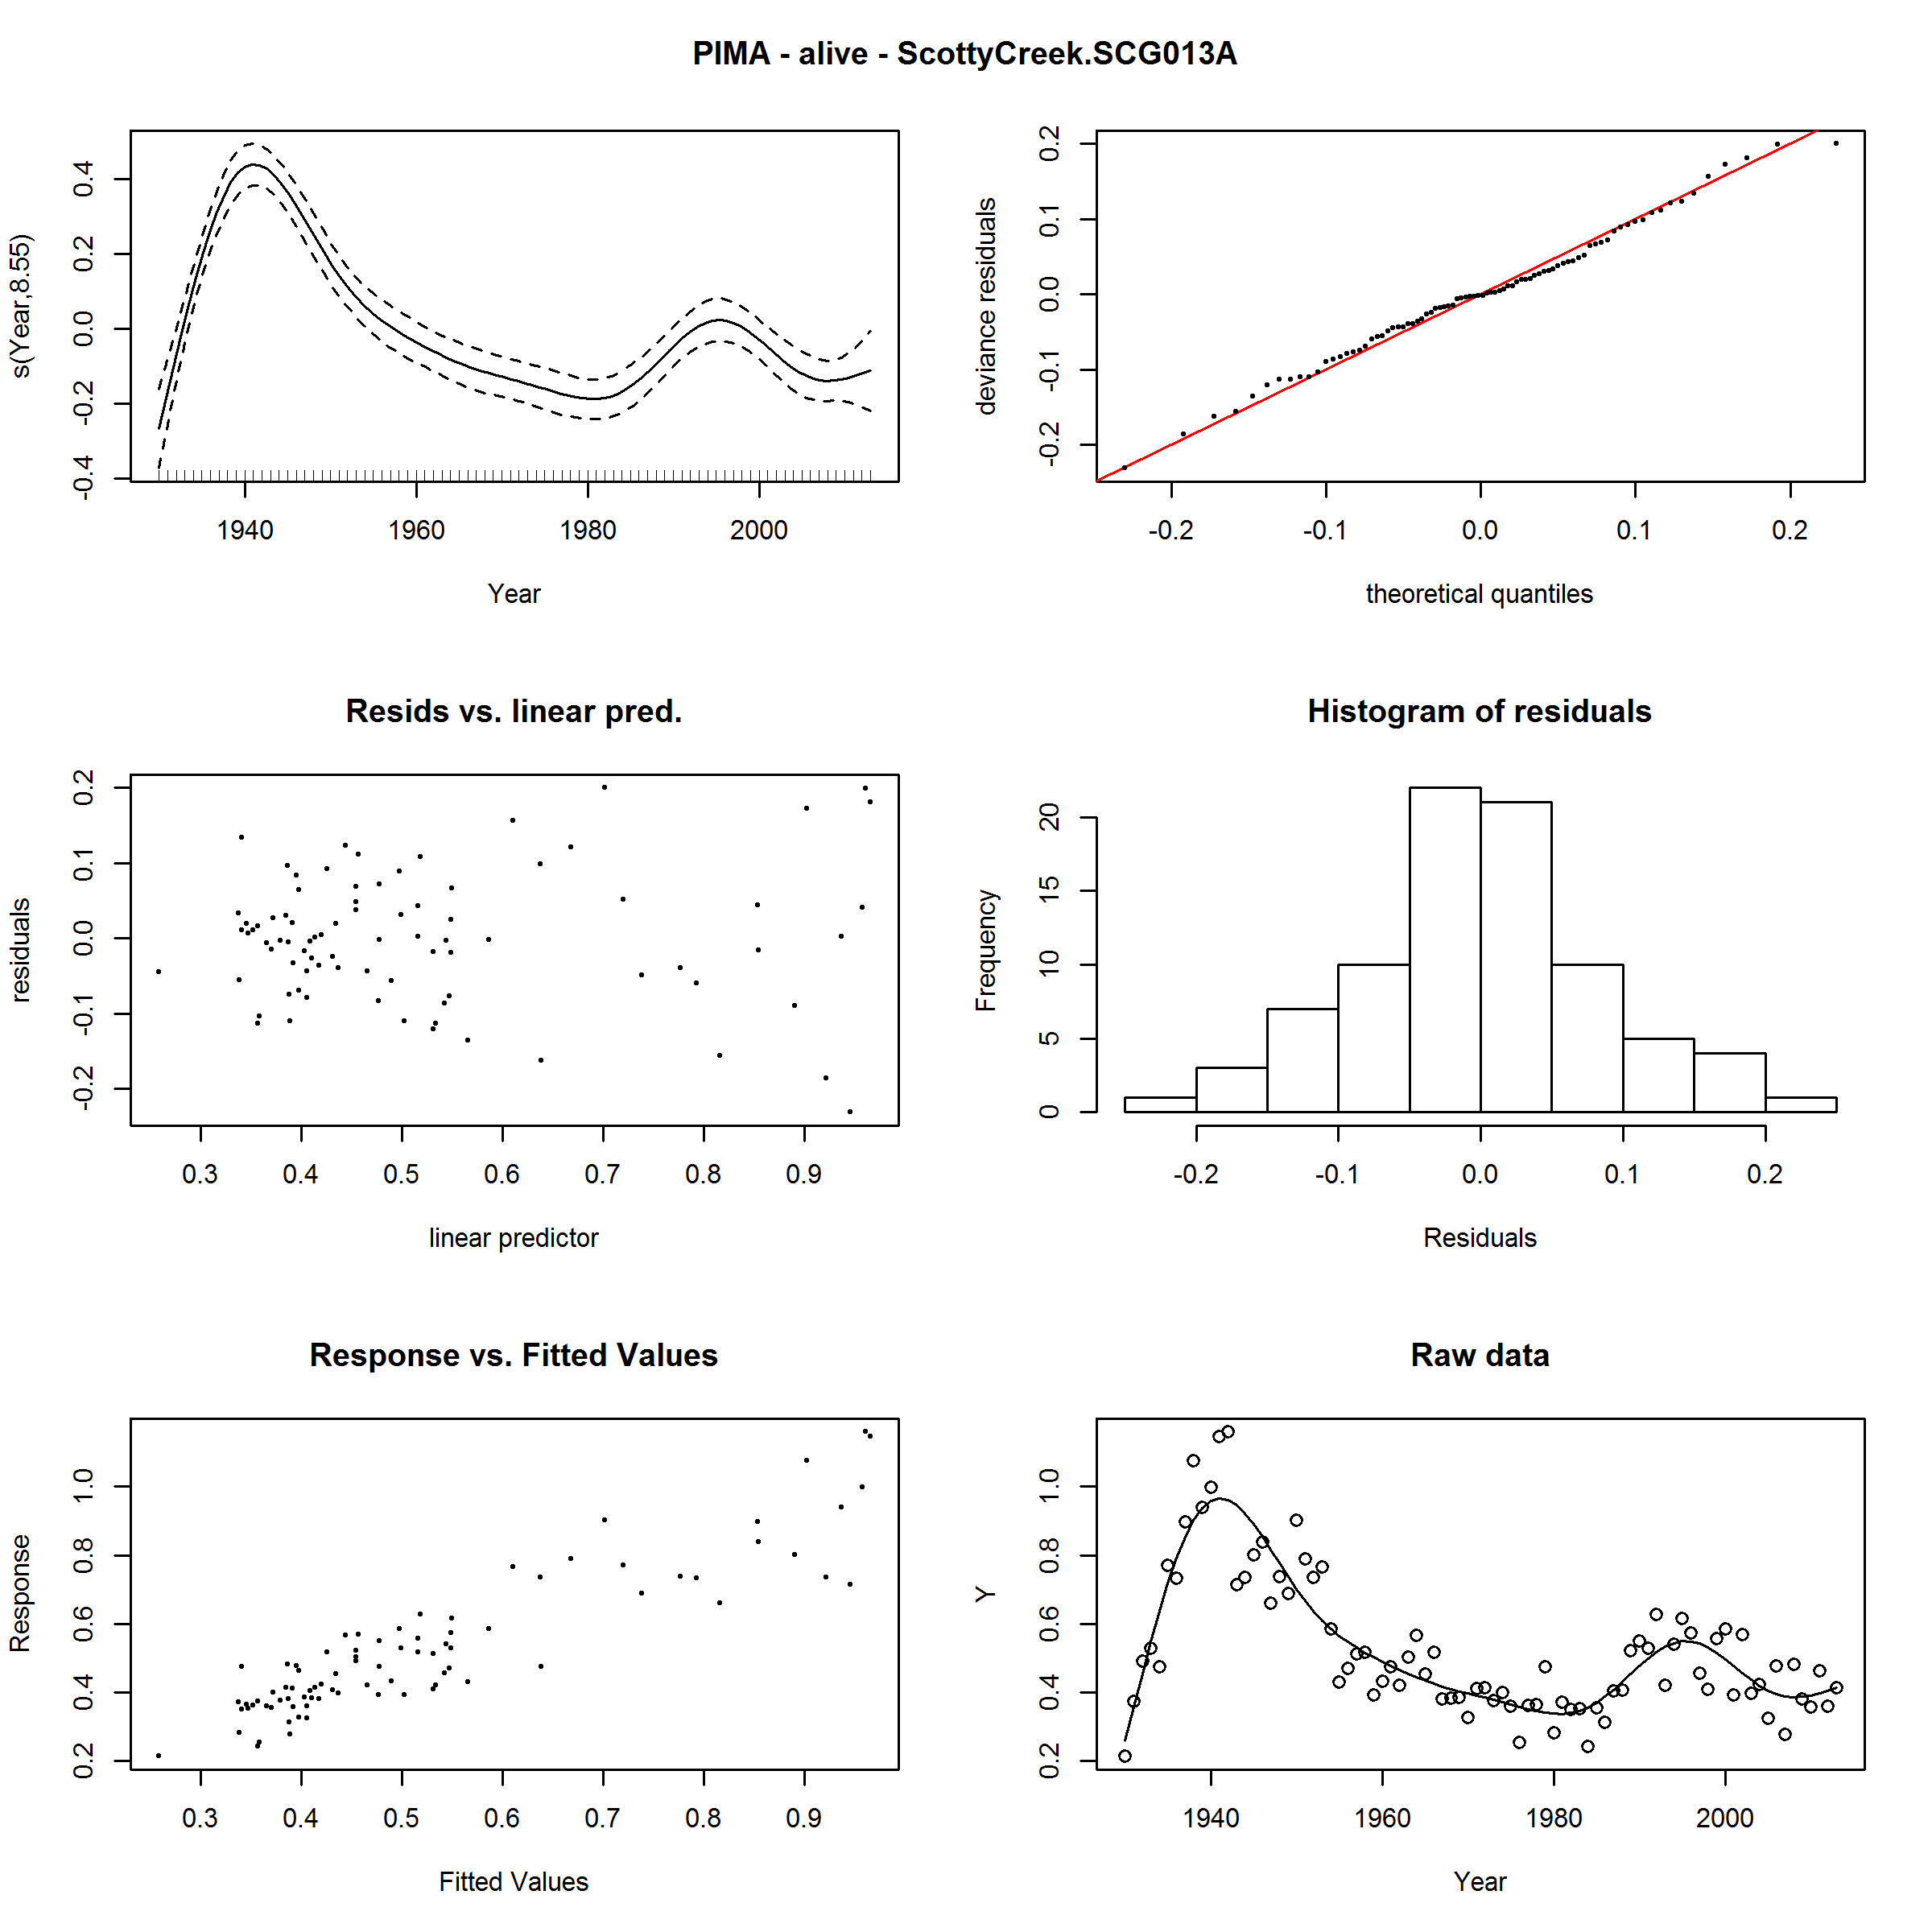 PIMA - alive - ScottyCreek.SCG013A
s(Year,8.55)
-0.4 -0.2 0.0 0.2 0.4
1940 1960 1980 2000
Year
deviance residuals
-0.2 -0.1 0.0 0.1 0.2
-0.2 -0.1 0.0 0.1 0.2
theoretical quantiles
Resids vs. linear pred.
residuals
-0.2 -0.1 0.0 0.1 0.2
0.3 0.4 0.5 0.6 0.7 0.8 0.9
linear predictor
Histogram of residuals
Frequency
0 5 10 15 20
-0.2 -0.1 0.0 0.1 0.2
Residuals
Response vs. Fitted Values
Response
0.2 0.4 0.6 0.8 1.0
0.3 0.4 0.5 0.6 0.7 0.8 0.9
Fitted Values
Raw data
Y
0.2 0.4 0.6 0.8 1.0
1940 1960 1980 2000
Year